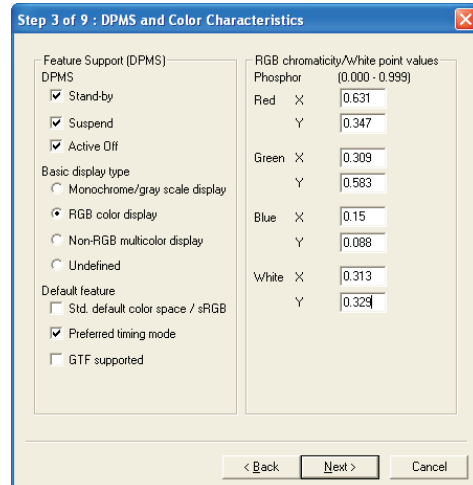 Step 3 of 9 : DPMS and Color Characteristics
Feature Support (DPMS)
DPMS
Stand-by
Suspend
Active Off
Basic display type
Monochrome/gray scale display
RGB color display
Non-RGB multicolor display
Undefined
Default feature
Std. default color space / sRGB
Preferred timing mode
GTF supported
RGB chromaticity/White point values
Phosphor (0.000 - 0.999)
Red X 0.631
Y 0.347
Green X 0.309
Y 0.583
Blue X 0.15
Y 0.088
White X 0.313
Y 0.329
< Back Next > Cancel